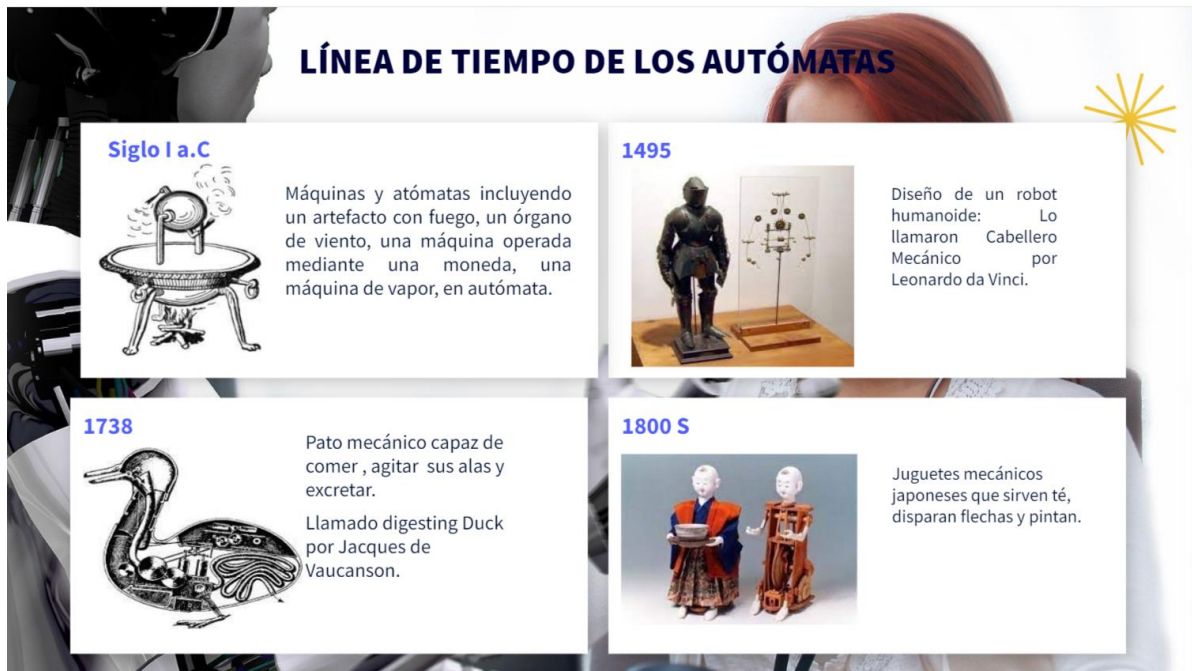 LÍNEA DE TIEMPO DE LOS AUTÓMATAS
Siglo I a.C
Máquinas y atómatas incluyendo
un artefacto con fuego, un órgano
de viento, una máquina operada
mediante una moneda, una
máquina de vapor, en autómata.
1495
Diseño de un robot
humanoide: Lo
llamaron Cabellero
Mecánico por
Leonardo da Vinci.
1738
Pato mecánico capaz de
comer , agitar sus alas y
excretar.
Llamado digesting Duck
por Jacques de
Vaucanson.
1800 S
Juguetes mecánicos
japoneses que sirven té,
disparan flechas y pintan.